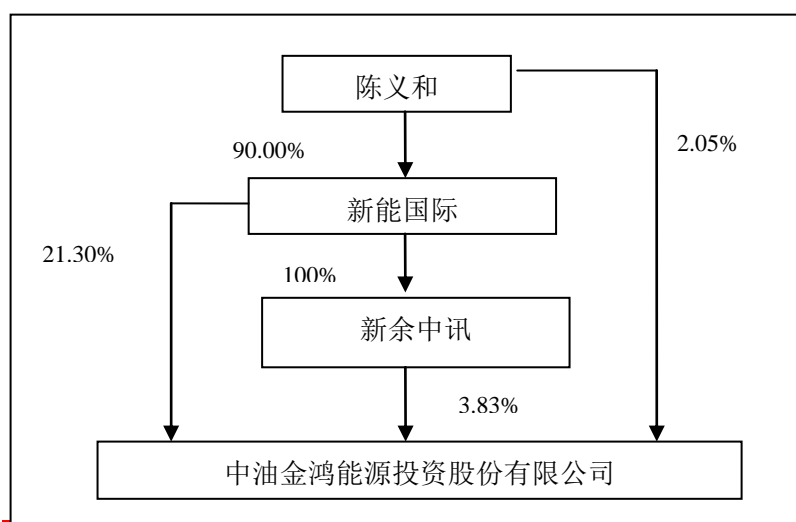 陈义和
90.00%
2.05%
新能国际
21.30%
100%
新余中讯
3.83%
中油金鸿能源投资股份有限公司